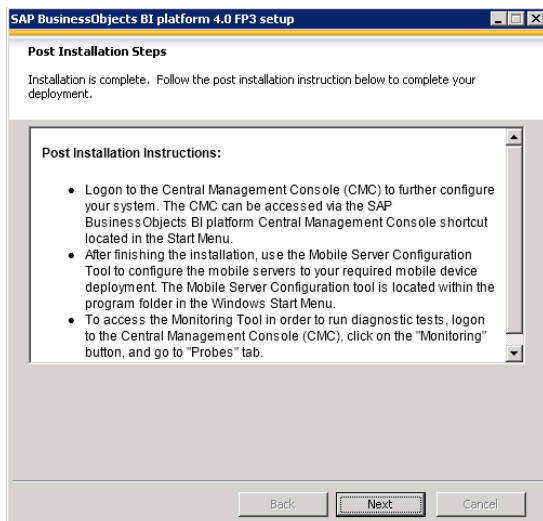 SAP BusinessObjects BI platform 4.0 FP3 setup
Post Installation Steps
Installation is complete. Follow the post installation instruction below to complete your
deployment.
Post Installation Instructions:
● Logon to the Central Management Console (CMC) to further configure
your system. The CMC can be accessed via the SAP
BusinessObjects BI platform Central Management Console shortcut
located in the Start Menu.
● After finishing the installation, use the Mobile Server Configuration
Tool to configure the mobile servers to your required mobile device
deployment. The Mobile Server Configuration tool is located within the
program folder in the Windows Start Menu.
● To access the Monitoring Tool in order to run diagnostic tests, logon
to the Central Management Console (CMC), click on the "Monitoring"
button, and go to "Probes" tab.
Back Next Cancel